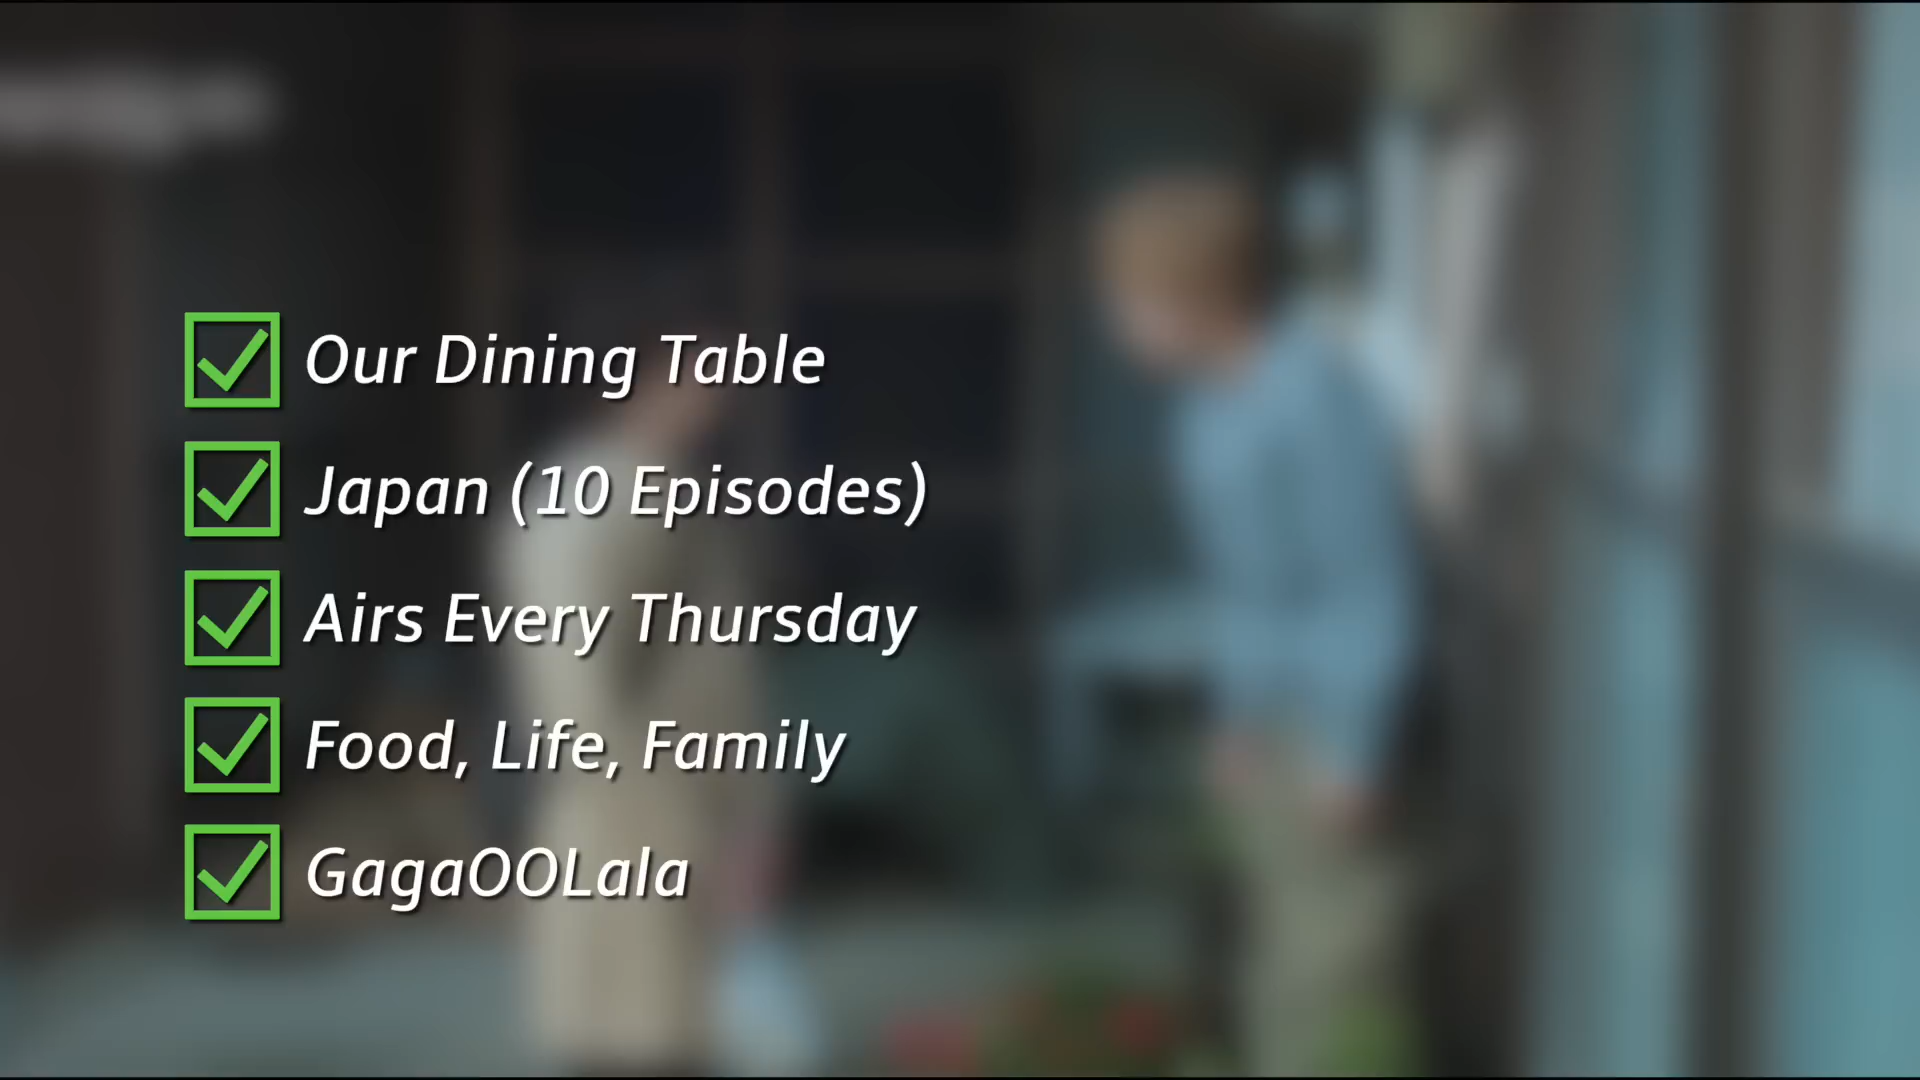 Our Dining Table
Japan (10 Episodes)
Airs Every Thursday
Food, Life, Family
GagaOOLala